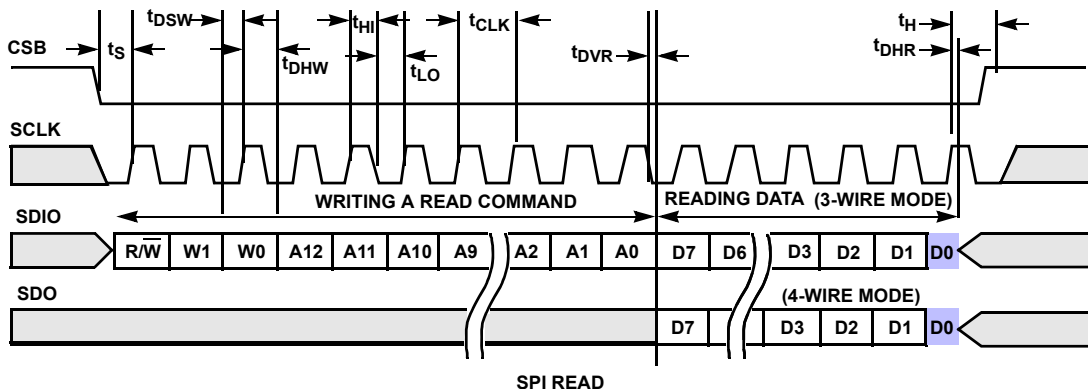 tDSW tHI tCLK tH
CSB tS tDHW tLO tDVR tDHR
SCLK
WRITING A READ COMMAND READING DATA (3-WIRE MODE)
SDIO
R/W̅ W1 W0 A12 A11 A10 A9 A2 A1 A0 D7 D6 D3 D2 D1 D0
SDO (4-WIRE MODE)
D7 D3 D2 D1 D0
SPI READ